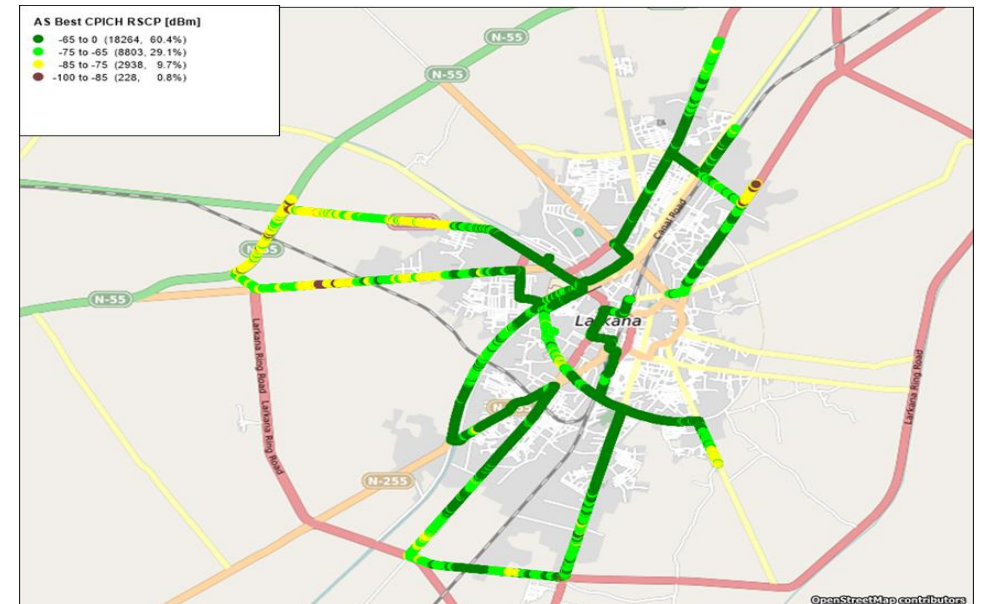 AS Best CPICH RSCP [dBm]
-65 to 0 (18264, 60.4%)
-75 to -65 (8803, 29.1%)
-85 to -75 (2938, 9.7%)
-100 to -85 (228, 0.8%)
N-55
N-55
Canal Road
N-55
Larkana
Larkana Ring Road
Larkana Ring Road
Larkana Ring Road
N-255
OpenStreetMap contributors